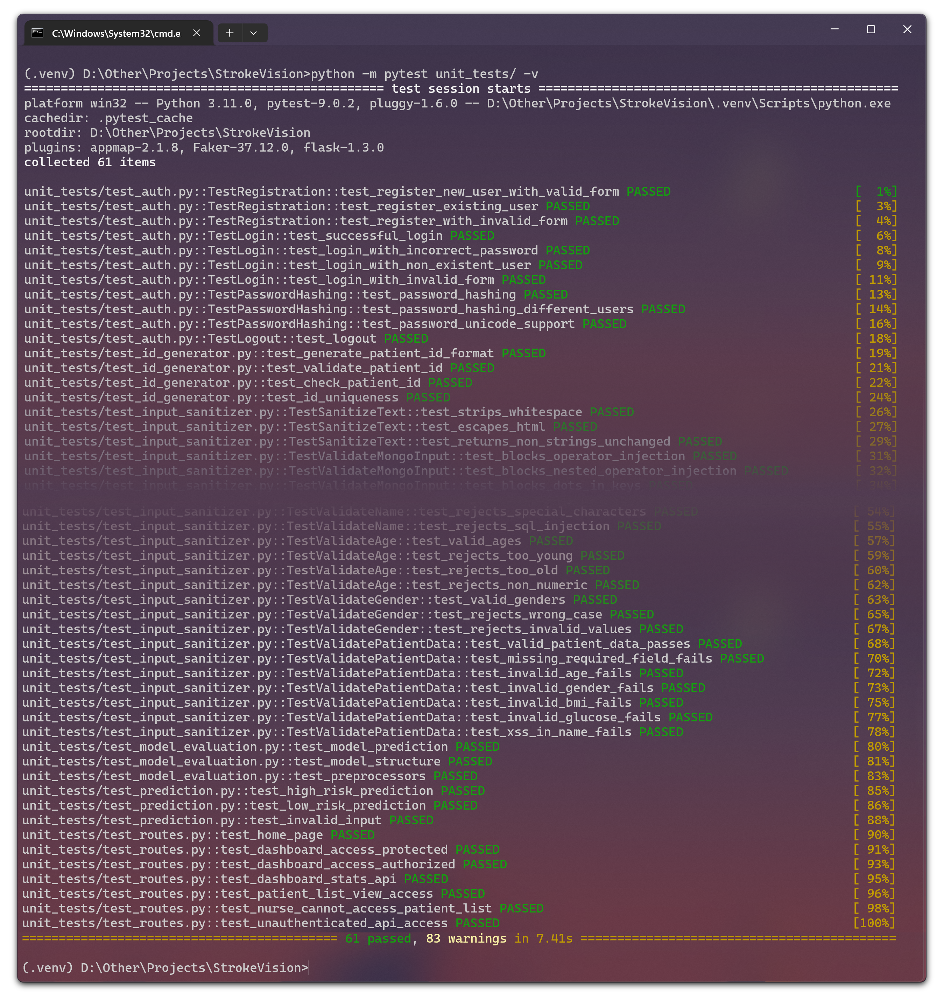 C:\Windows\System32\cmd.e
(.venv) D:\Other\Projects\StrokeVision>python -m pytest unit_tests/ -v
================================================= test session starts =================================================
platform win32 -- Python 3.11.0, pytest-9.0.2, pluggy-1.6.0 -- D:\Other\Projects\StrokeVision\.venv\Scripts\python.exe
cachedir: .pytest_cache
rootdir: D:\Other\Projects\StrokeVision
plugins: appmap-2.1.8, Faker-37.12.0, flask-1.3.0
collected 61 items
unit_tests/test_auth.py::TestRegistration::test_register_new_user_with_valid_form PASSED [  1%]
unit_tests/test_auth.py::TestRegistration::test_register_existing_user PASSED [  3%]
unit_tests/test_auth.py::TestRegistration::test_register_with_invalid_form PASSED [  4%]
unit_tests/test_auth.py::TestLogin::test_successful_login PASSED [  6%]
unit_tests/test_auth.py::TestLogin::test_login_with_incorrect_password PASSED [  8%]
unit_tests/test_auth.py::TestLogin::test_login_with_non_existent_user PASSED [  9%]
unit_tests/test_auth.py::TestLogin::test_login_with_invalid_form PASSED [ 11%]
unit_tests/test_auth.py::TestPasswordHashing::test_password_hashing PASSED [ 13%]
unit_tests/test_auth.py::TestPasswordHashing::test_password_hashing_different_users PASSED [ 14%]
unit_tests/test_auth.py::TestPasswordHashing::test_password_unicode_support PASSED [ 16%]
unit_tests/test_auth.py::TestLogout::test_logout PASSED [ 18%]
unit_tests/test_id_generator.py::test_generate_patient_id_format PASSED [ 19%]
unit_tests/test_id_generator.py::test_validate_patient_id PASSED [ 21%]
unit_tests/test_id_generator.py::test_check_patient_id PASSED [ 22%]
unit_tests/test_id_generator.py::test_id_uniqueness PASSED [ 24%]
unit_tests/test_input_sanitizer.py::TestSanitizeText::test_strips_whitespace PASSED [ 26%]
unit_tests/test_input_sanitizer.py::TestSanitizeText::test_escapes_html PASSED [ 27%]
unit_tests/test_input_sanitizer.py::TestSanitizeText::test_returns_non_strings_unchanged PASSED [ 29%]
unit_tests/test_input_sanitizer.py::TestValidateMongoInput::test_blocks_operator_injection PASSED [ 31%]
unit_tests/test_input_sanitizer.py::TestValidateMongoInput::test_blocks_nested_operator_injection PASSED [ 32%]
unit_tests/test_input_sanitizer.py::TestValidateMongoInput::test_blocks_dots_in_keys PASSED [ 34%]
unit_tests/test_input_sanitizer.py::TestValidateName::test_rejects_special_characters PASSED [ 54%]
unit_tests/test_input_sanitizer.py::TestValidateName::test_rejects_sql_injection PASSED [ 55%]
unit_tests/test_input_sanitizer.py::TestValidateAge::test_valid_ages PASSED [ 57%]
unit_tests/test_input_sanitizer.py::TestValidateAge::test_rejects_too_young PASSED [ 59%]
unit_tests/test_input_sanitizer.py::TestValidateAge::test_rejects_too_old PASSED [ 60%]
unit_tests/test_input_sanitizer.py::TestValidateAge::test_rejects_non_numeric PASSED [ 62%]
unit_tests/test_input_sanitizer.py::TestValidateGender::test_valid_genders PASSED [ 63%]
unit_tests/test_input_sanitizer.py::TestValidateGender::test_rejects_wrong_case PASSED [ 65%]
unit_tests/test_input_sanitizer.py::TestValidateGender::test_rejects_invalid_values PASSED [ 67%]
unit_tests/test_input_sanitizer.py::TestValidatePatientData::test_valid_patient_data_passes PASSED [ 68%]
unit_tests/test_input_sanitizer.py::TestValidatePatientData::test_missing_required_field_fails PASSED [ 70%]
unit_tests/test_input_sanitizer.py::TestValidatePatientData::test_invalid_age_fails PASSED [ 72%]
unit_tests/test_input_sanitizer.py::TestValidatePatientData::test_invalid_gender_fails PASSED [ 73%]
unit_tests/test_input_sanitizer.py::TestValidatePatientData::test_invalid_bmi_fails PASSED [ 75%]
unit_tests/test_input_sanitizer.py::TestValidatePatientData::test_invalid_glucose_fails PASSED [ 77%]
unit_tests/test_input_sanitizer.py::TestValidatePatientData::test_xss_in_name_fails PASSED [ 78%]
unit_tests/test_model_evaluation.py::test_model_prediction PASSED [ 80%]
unit_tests/test_model_evaluation.py::test_model_structure PASSED [ 81%]
unit_tests/test_model_evaluation.py::test_preprocessors PASSED [ 83%]
unit_tests/test_prediction.py::test_high_risk_prediction PASSED [ 85%]
unit_tests/test_prediction.py::test_low_risk_prediction PASSED [ 86%]
unit_tests/test_prediction.py::test_invalid_input PASSED [ 88%]
unit_tests/test_routes.py::test_home_page PASSED [ 90%]
unit_tests/test_routes.py::test_dashboard_access_protected PASSED [ 91%]
unit_tests/test_routes.py::test_dashboard_access_authorized PASSED [ 93%]
unit_tests/test_routes.py::test_dashboard_stats_api PASSED [ 95%]
unit_tests/test_routes.py::test_patient_list_view_access PASSED [ 96%]
unit_tests/test_routes.py::test_nurse_cannot_access_patient_list PASSED [ 98%]
unit_tests/test_routes.py::test_unauthenticated_api_access PASSED [100%]
=========================================== 61 passed, 83 warnings in 7.41s ===========================================
(.venv) D:\Other\Projects\StrokeVision>